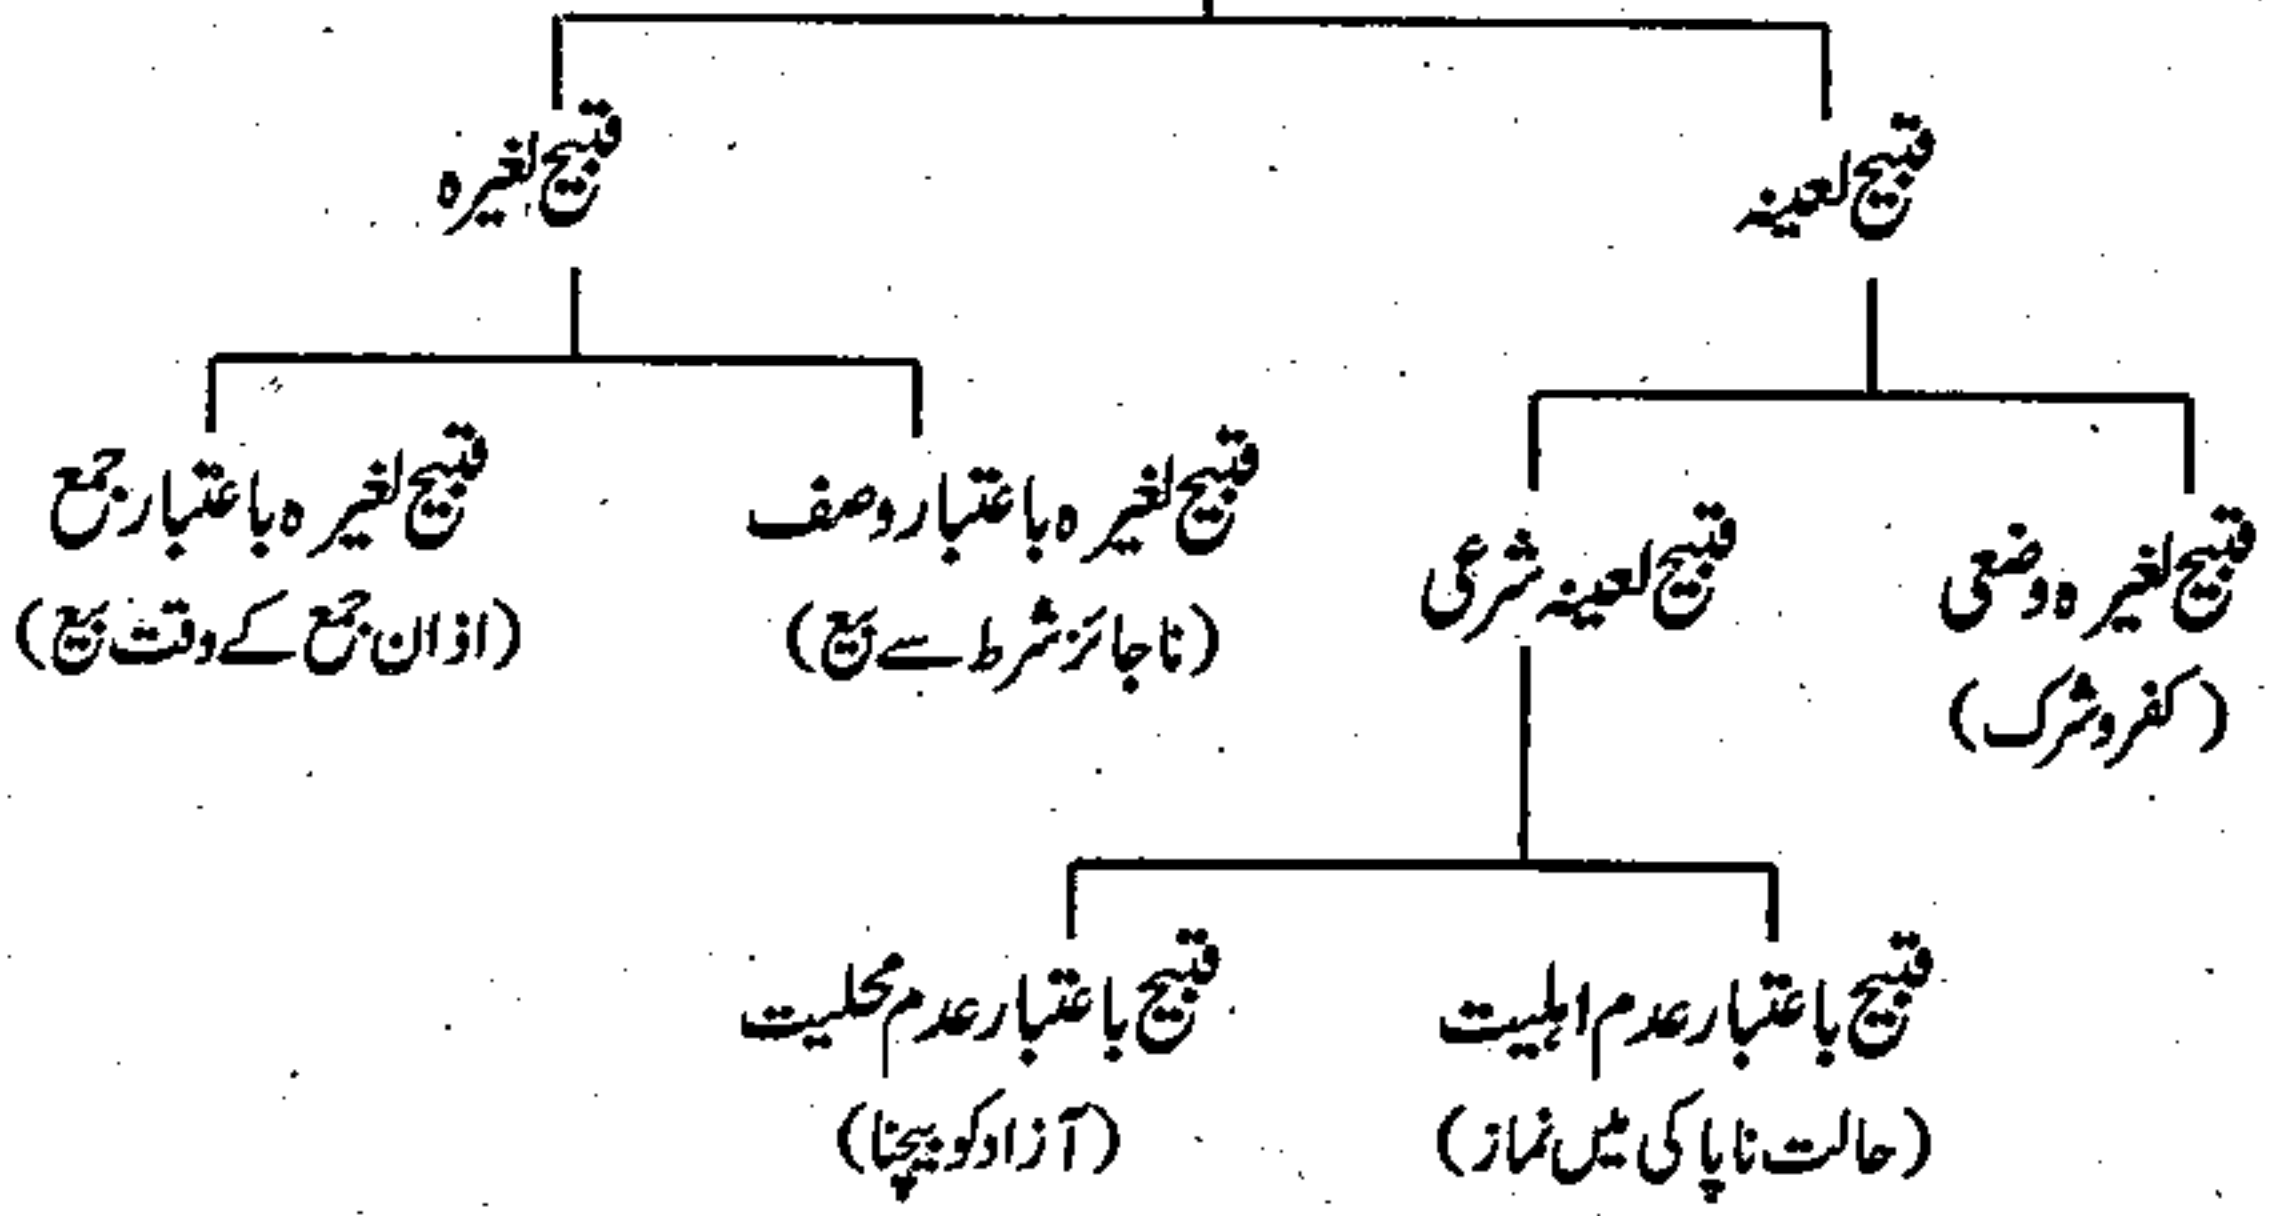 قبیح لعینہ
قبیح لغیرہ
قبیح لغیرہ وضعی
(کفر و شرک)
قبیح لعینہ شرعی
قبیح لغیرہ باعتبار وصف
(ناجائز شرط سے بیع)
قبیح لغیرہ باعتبار جمع
(اذان جمع کے وقت بیع)
قبیح باعتبار عدم اہلیت
(حالت ناپاکی میں نماز)
قبیح باعتبار عدم محلیت
(آزاد کو بیچنا)